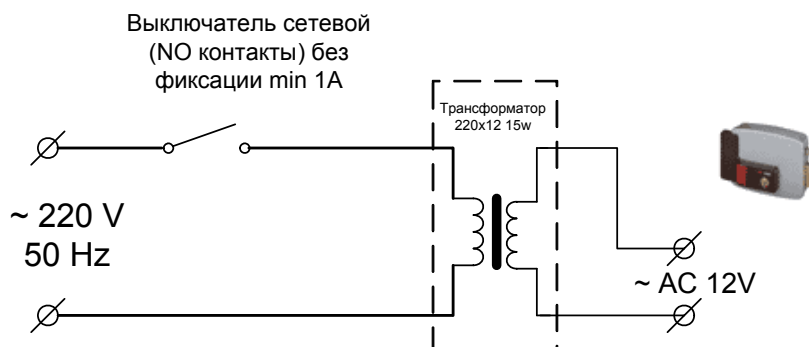 Выключатель сетевой
(NO контакты) без
фиксации min 1A
Трансформатор
220x12 15w
~ 220 V
50 Hz
~ AC 12V